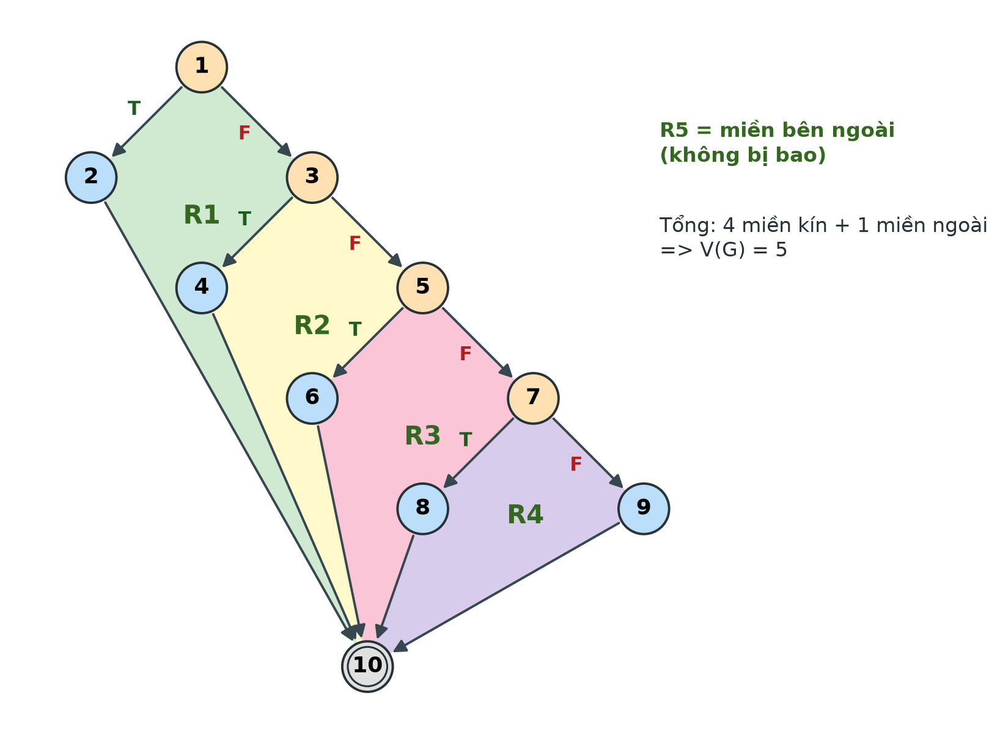 1
T
F
2
3
R1 T
F
4
5
R2 T
F
6
7
R3 T
F
8
R4
9
10
R5 = miền bên ngoài
(không bị bao)
Tổng: 4 miền kín + 1 miền ngoài
=> V(G) = 5